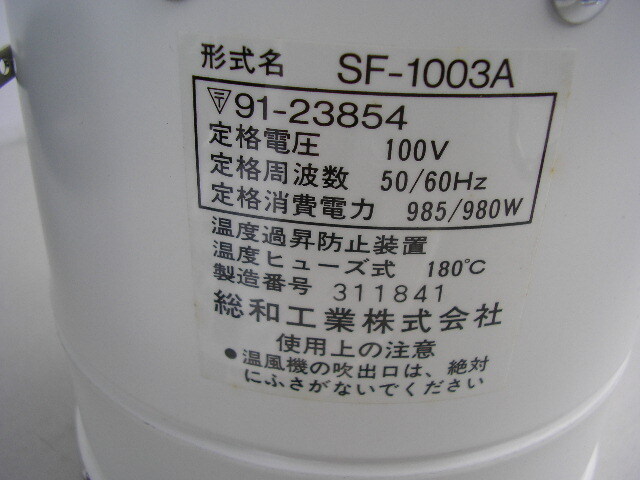 形式名 SF-1003A
〒91-23854
定格電圧 100V
定格周波数 50/60Hz
定格消費電力 985/980W
温度過昇防止装置
温度ヒューズ式 180℃
製造番号 311841
総和工業株式会社
使用上の注意
●温風機の吹出口は、絶対
にふさがないでください